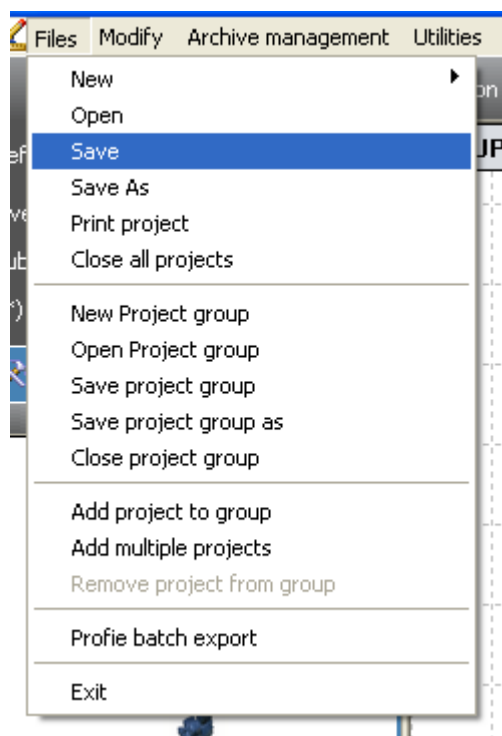 Files Modify Archive management Utilities
New
Open
Save
Save As
Print project
Close all projects
New Project group
Open Project group
Save project group
Save project group as
Close project group
Add project to group
Add multiple projects
Remove project from group
Profie batch export
Exit